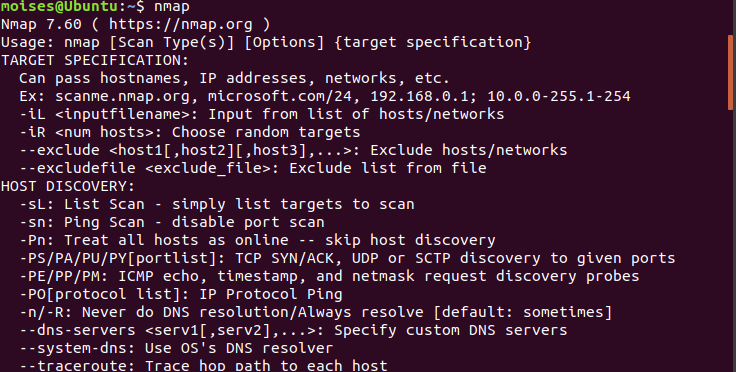 moises@Ubuntu:~$ nmap
Nmap 7.60 ( https://nmap.org )
Usage: nmap [Scan Type(s)] [Options] {target specification}
TARGET SPECIFICATION:
  Can pass hostnames, IP addresses, networks, etc.
  Ex: scanme.nmap.org, microsoft.com/24, 192.168.0.1; 10.0.0-255.1-254
  -iL <inputfilename>: Input from list of hosts/networks
  -iR <num hosts>: Choose random targets
  --exclude <host1[,host2][,host3],...>: Exclude hosts/networks
  --excludefile <exclude_file>: Exclude list from file
HOST DISCOVERY:
  -sL: List Scan - simply list targets to scan
  -sn: Ping Scan - disable port scan
  -Pn: Treat all hosts as online -- skip host discovery
  -PS/PA/PU/PY[portlist]: TCP SYN/ACK, UDP or SCTP discovery to given ports
  -PE/PP/PM: ICMP echo, timestamp, and netmask request discovery probes
  -PO[protocol list]: IP Protocol Ping
  -n/-R: Never do DNS resolution/Always resolve [default: sometimes]
  --dns-servers <serv1[,serv2],...>: Specify custom DNS servers
  --system-dns: Use OS's DNS resolver
  --traceroute: Trace hop path to each host